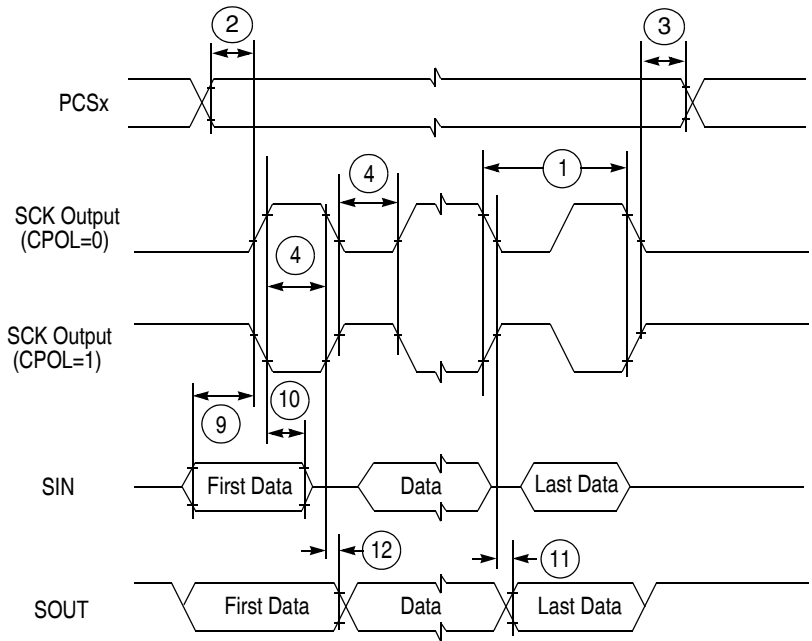 2
3
PCSx
4
1
SCK Output
(CPOL=0)
4
SCK Output
(CPOL=1)
10
9
SIN
First Data
Data
Last Data
12
11
SOUT
First Data
Data
Last Data